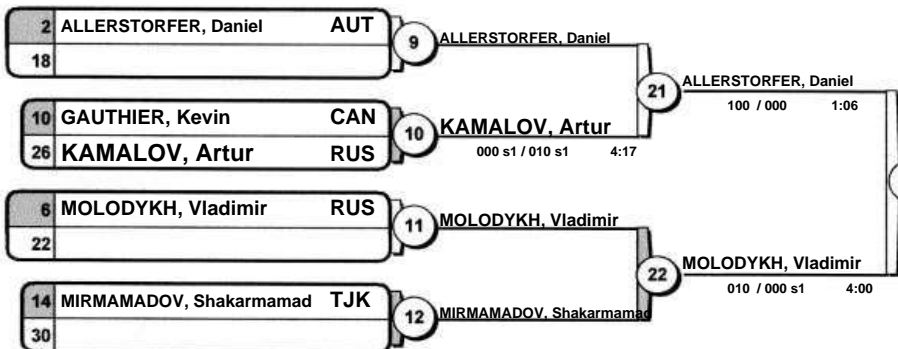 2 ALLERSTORFER, Daniel AUT
18
9 ALLERSTORFER, Daniel
10 GAUTHIER, Kevin CAN
26 KAMALOV, Artur RUS
10 KAMALOV, Artur
000 s1 / 010 s1 4:17
21 ALLERSTORFER, Daniel
100 / 000 1:06
6 MOLODYKH, Vladimir RUS
22
11 MOLODYKH, Vladimir
14 MIRMAMADOV, Shakarmamad TJK
30
12 MIRMAMADOV, Shakarmamad
22 MOLODYKH, Vladimir
010 / 000 s1 4:00